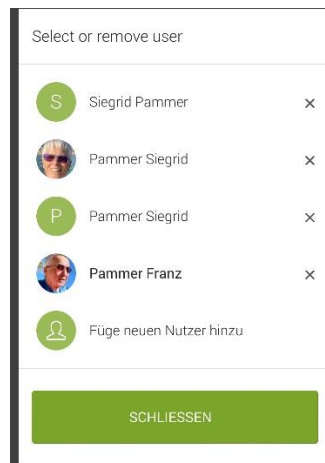 Select or remove user
S
Siegrid Pammer
Pammer Siegrid
P
Pammer Siegrid
Pammer Franz
Füge neuen Nutzer hinzu
SCHLIESSEN